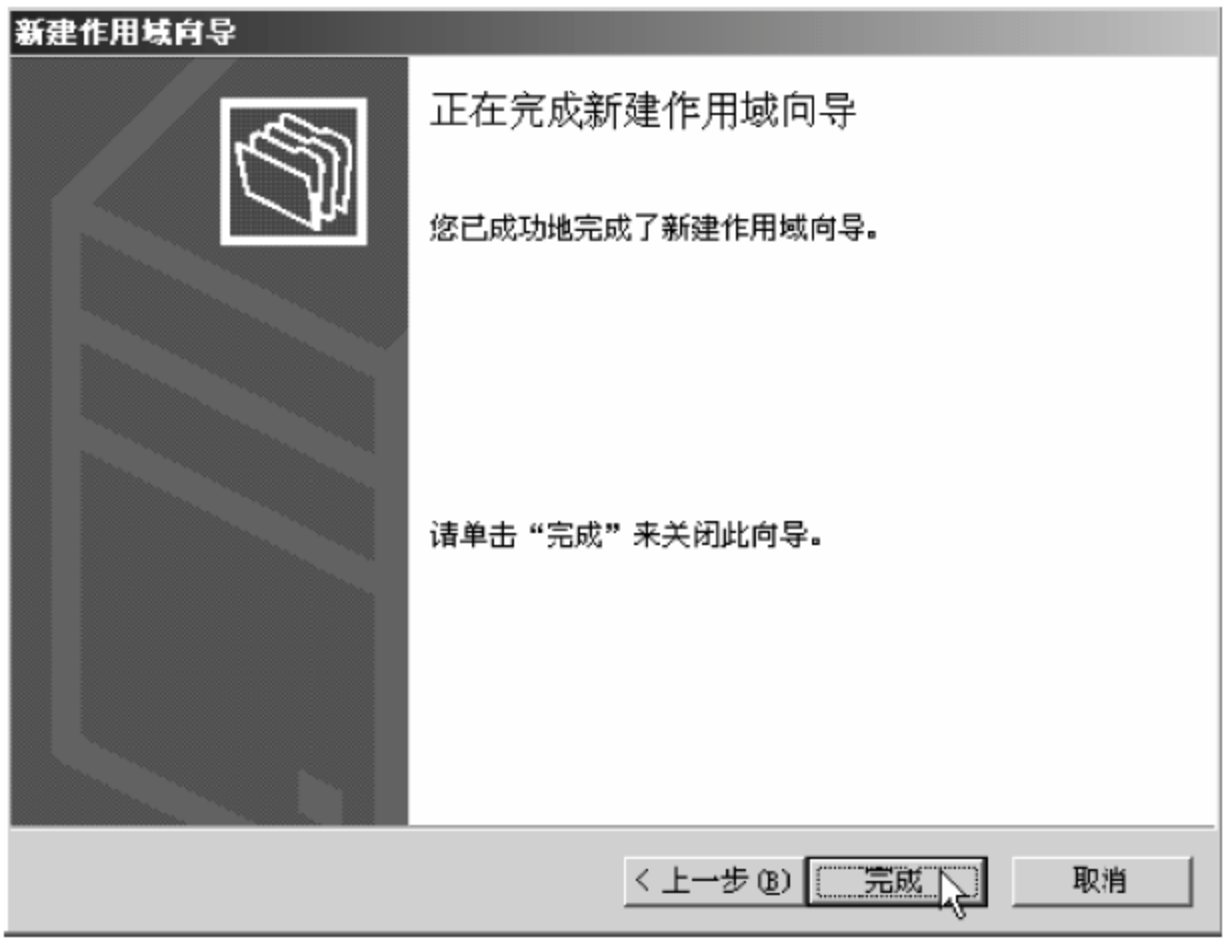 新建作用域向导
正在完成新建作用域向导
您已成功地完成了新建作用域向导。
请单击“完成”来关闭此向导。
< 上一步(B)
完成
取消